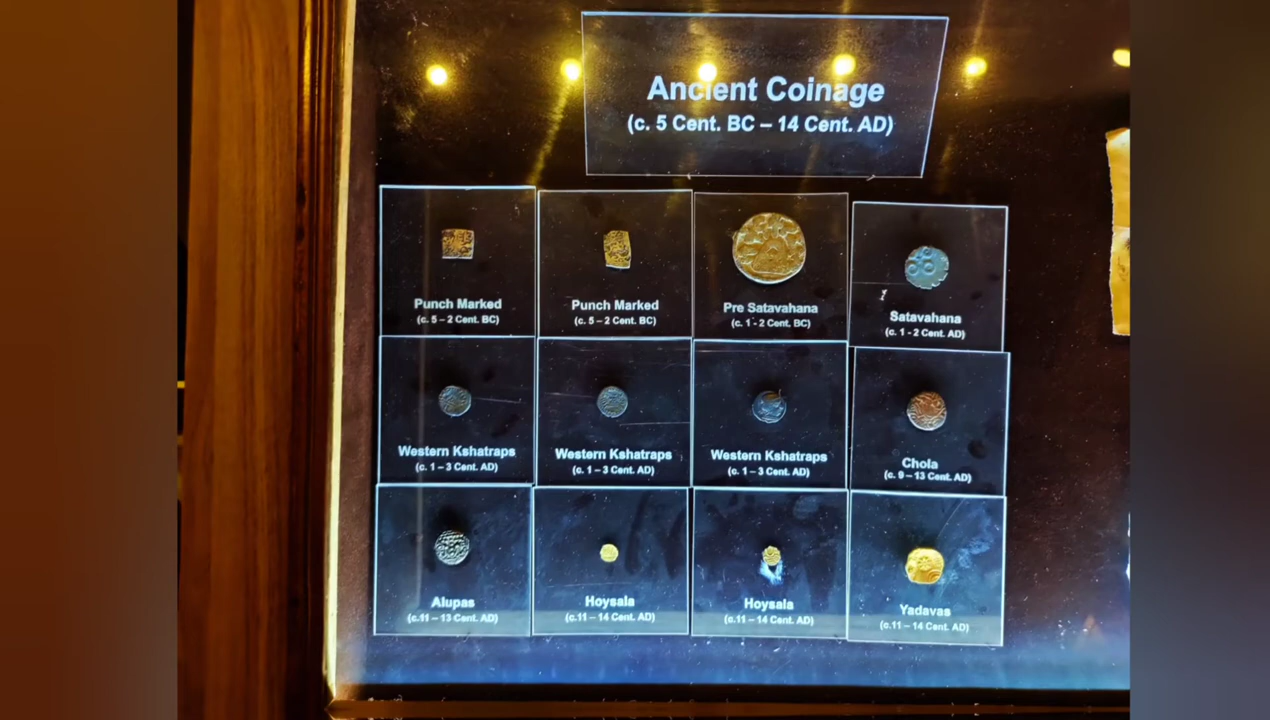 Ancient Coinage
(c. 5 Cent. BC – 14 Cent. AD)
Punch Marked
(c. 5 – 2 Cent. BC)
Punch Marked
(c. 5 – 2 Cent. BC)
Pre Satavahana
(c. 1 - 2 Cent. BC)
Satavahana
(c. 1 - 2 Cent. AD)
Western Kshatraps
(c. 1 – 3 Cent. AD)
Western Kshatraps
(c. 1 – 3 Cent. AD)
Western Kshatraps
(c. 1 – 3 Cent. AD)
Chola
(c. 9 – 13 Cent. AD)
Alupas
(c.11 – 13 Cent. AD)
Hoysala
(c.11 – 14 Cent. AD)
Hoysala
(c.11 – 14 Cent. AD)
Yadavas
(c.11 – 14 Cent. AD)